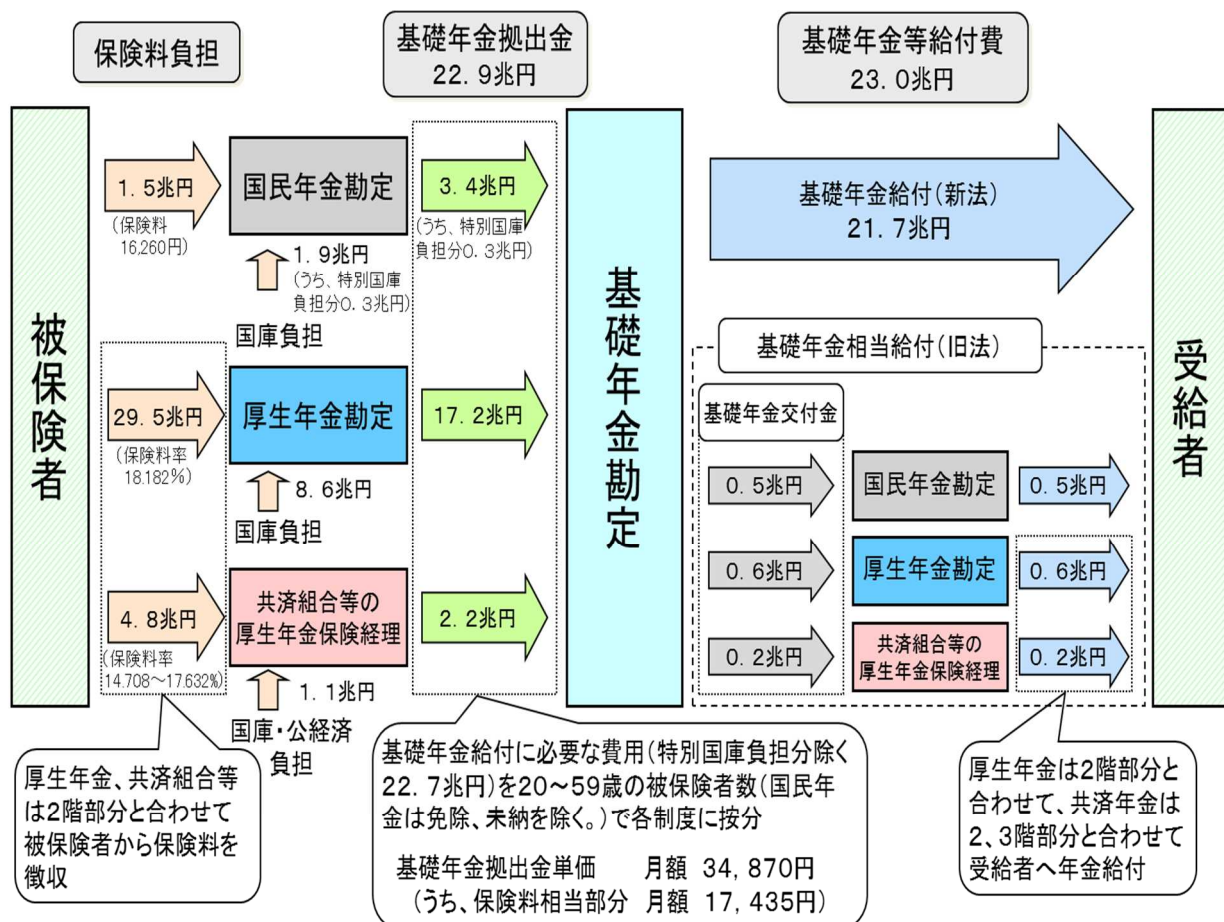 保険料負担
基礎年金拠出金
22．9兆円
基礎年金等給付費
23．0兆円
被保険者
1．5兆円
(保険料
16,260円)
国民年金勘定
1．9兆円
(うち、特別国庫
負担分0．3兆円)
国庫負担
3．4兆円
(うち、特別国庫
負担分0．3兆円)
29．5兆円
(保険料率
18.182%)
厚生年金勘定
8．6兆円
国庫負担
17．2兆円
4．8兆円
(保険料率
14.708～17.632%)
共済組合等の
厚生年金保険経理
1．1兆円
国庫・公経済
負担
2．2兆円
基礎年金勘定
基礎年金給付(新法)
21．7兆円
基礎年金相当給付(旧法)
基礎年金交付金
0．5兆円
国民年金勘定
0．5兆円
0．6兆円
厚生年金勘定
0．6兆円
0．2兆円
共済組合等の
厚生年金保険経理
0．2兆円
受給者
厚生年金、共済組合等
は2階部分と合わせて
被保険者から保険料を
徴収
基礎年金給付に必要な費用(特別国庫負担分除く
22．7兆円)を20～59歳の被保険者数(国民年
金は免除、未納を除く。)で各制度に按分
基礎年金拠出金単価　月額 34,870円
(うち、保険料相当部分 月額 17,435円)
厚生年金は2階部分と
合わせて、共済年金は
2、3階部分と合わせて
受給者へ年金給付